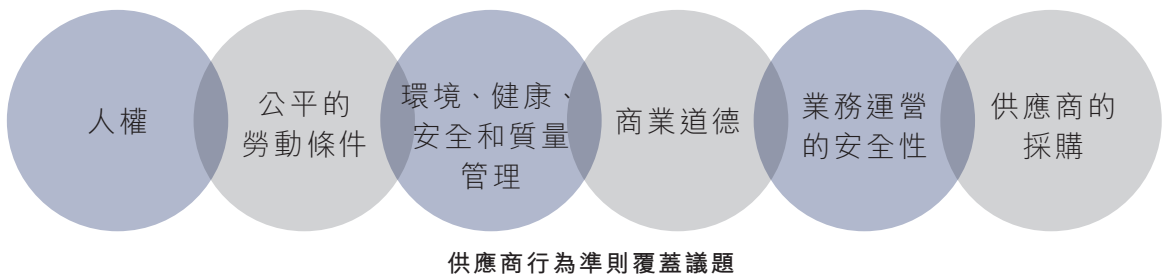 人權
公平的
勞動條件
環境、健康、
安全和質量
管理
商業道德
業務運營
的安全性
供應商的
採購
供應商行為準則覆蓋議題